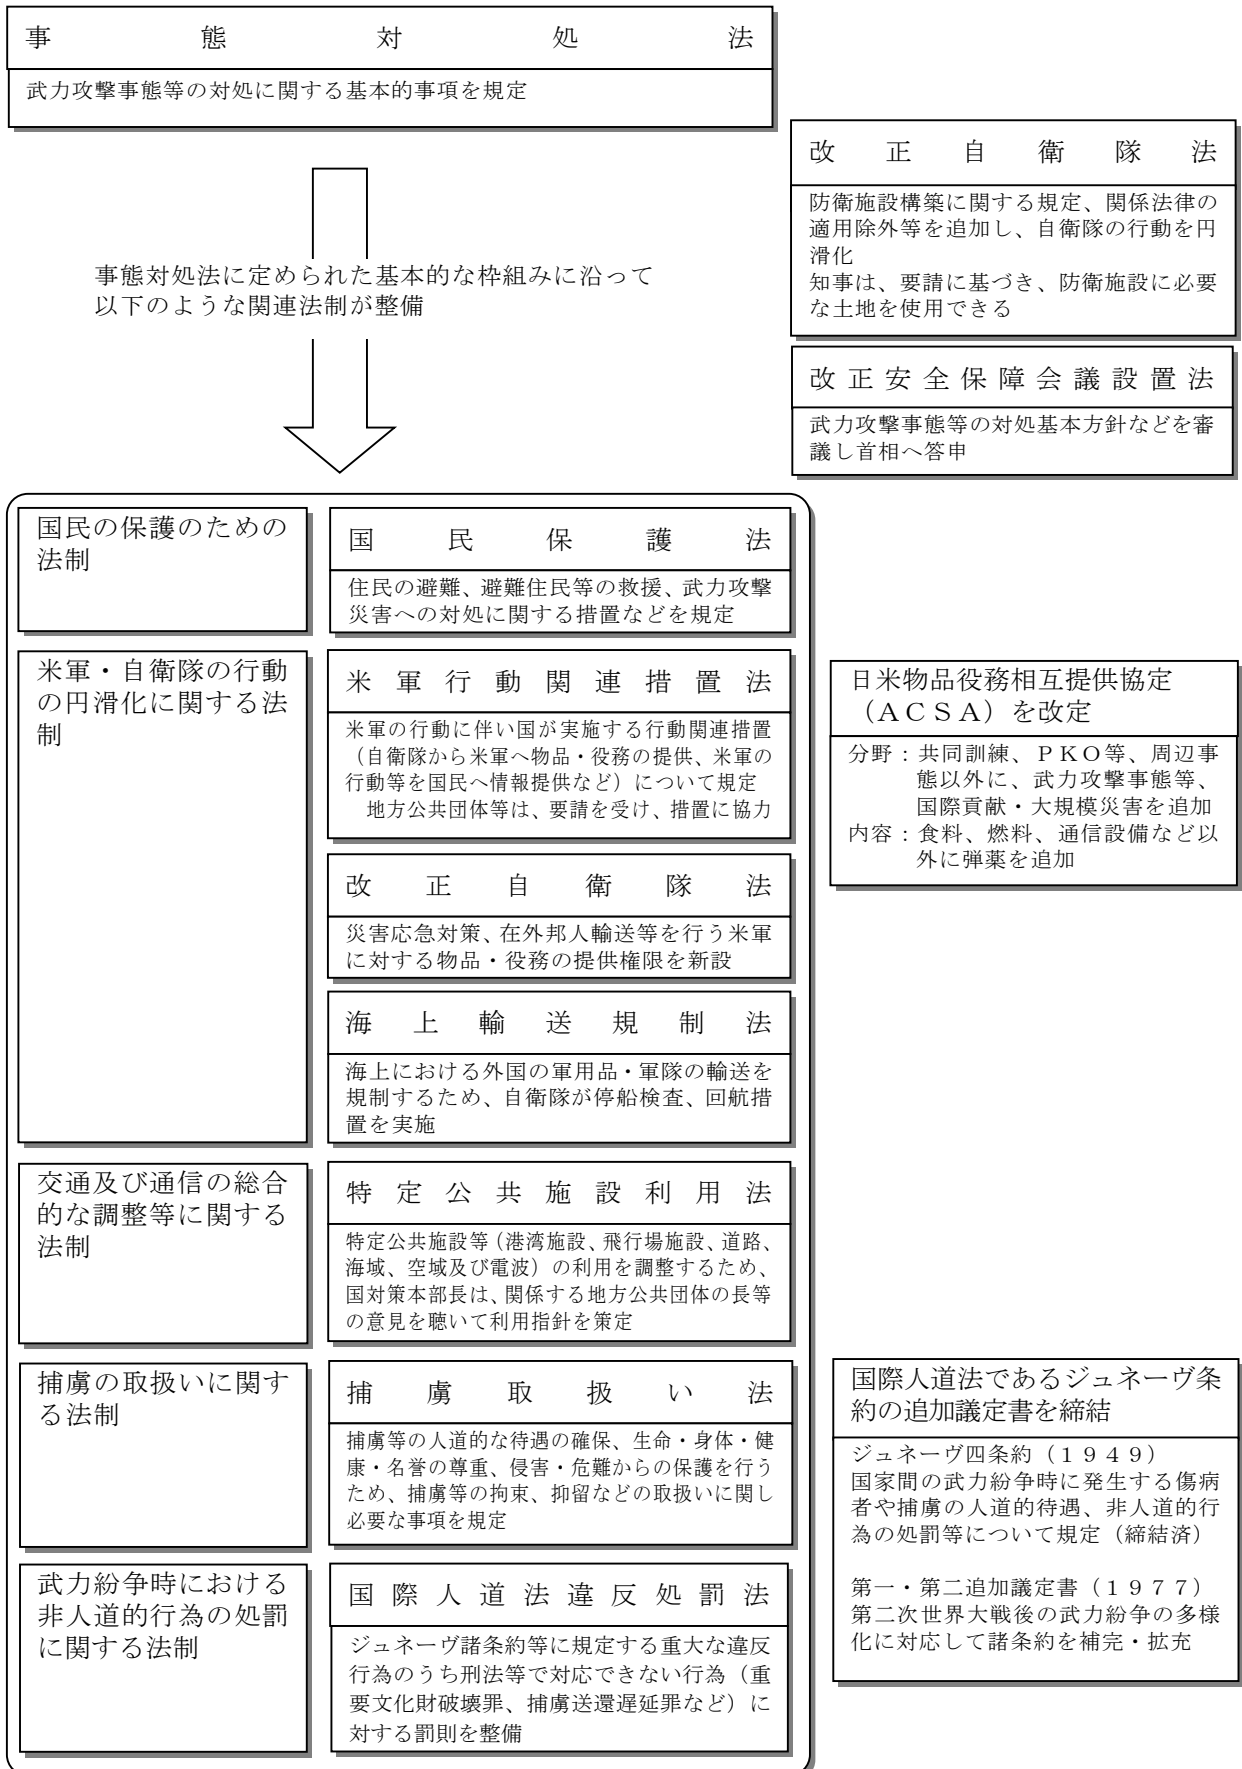 事態対処法
武力攻撃事態等の対処に関する基本的事項を規定
改正自衛隊法
防衛施設構築に関する規定、関係法律の
適用除外等を追加し、自衛隊の行動を円
滑化
知事は、要請に基づき、防衛施設に必要
な土地を使用できる
事態対処法に定められた基本的な枠組みに沿って
以下のような関連法制が整備
改正安全保障会議設置法
武力攻撃事態等の対処基本方針などを審
議し首相へ答申
国民の保護のための
法制
国民保護法
住民の避難、避難住民等の救援、武力攻撃
災害への対処に関する措置などを規定
米軍・自衛隊の行動
の円滑化に関する法
制
米軍行動関連措置法
米軍の行動に伴い国が実施する行動関連措置
（自衛隊から米軍へ物品・役務の提供、米軍の
行動等を国民へ情報提供など）について規定
地方公共団体等は、要請を受け、措置に協力
日米物品役務相互提供協定
（ＡＣＳＡ）を改定
分野：共同訓練、ＰＫＯ等、周辺事
態以外に、武力攻撃事態等、
国際貢献・大規模災害を追加
内容：食料、燃料、通信設備など以
外に弾薬を追加
改正自衛隊法
災害応急対策、在外邦人輸送等を行う米軍
に対する物品・役務の提供権限を新設
海上輸送規制法
海上における外国の軍用品・軍隊の輸送を
規制するため、自衛隊が停船検査、回航措
置を実施
交通及び通信の総合
的な調整等に関する
法制
特定公共施設利用法
特定公共施設等（港湾施設、飛行場施設、道路、
海域、空域及び電波）の利用を調整するため、
国対策本部長は、関係する地方公共団体の長等
の意見を聴いて利用指針を策定
捕虜の取扱いに関す
る法制
捕虜取扱い法
捕虜等の人道的な待遇の確保、生命・身体・健
康・名誉の尊重、侵害・危難からの保護を行う
ため、捕虜等の拘束、抑留などの取扱いに関し
必要な事項を規定
国際人道法であるジュネーヴ条
約の追加議定書を締結
ジュネーヴ四条約（１９４９）
国家間の武力紛争時に発生する傷病
者や捕虜の人道的待遇、非人道的行
為の処罰等について規定（締結済）
第一・第二追加議定書（１９７７）
第二次世界大戦後の武力紛争の多様
化に対応して諸条約を補完・拡充
武力紛争時における
非人道的行為の処罰
に関する法制
国際人道法違反処罰法
ジュネーヴ諸条約等に規定する重大な違反
行為のうち刑法等で対応できない行為（重
要文化財破壊罪、捕虜送還遅延罪など）に
対する罰則を整備